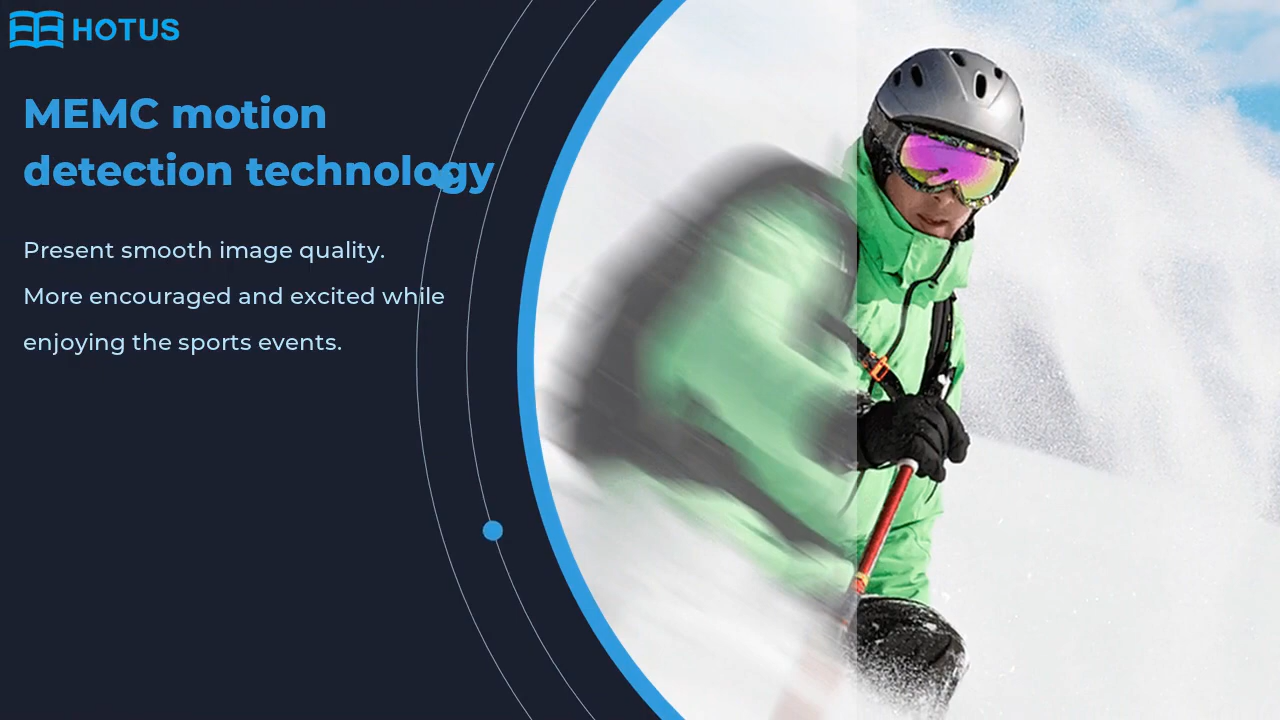 HOTUS
MEMC motion
detection technology
Present smooth image quality.
More encouraged and excited while
enjoying the sports events.